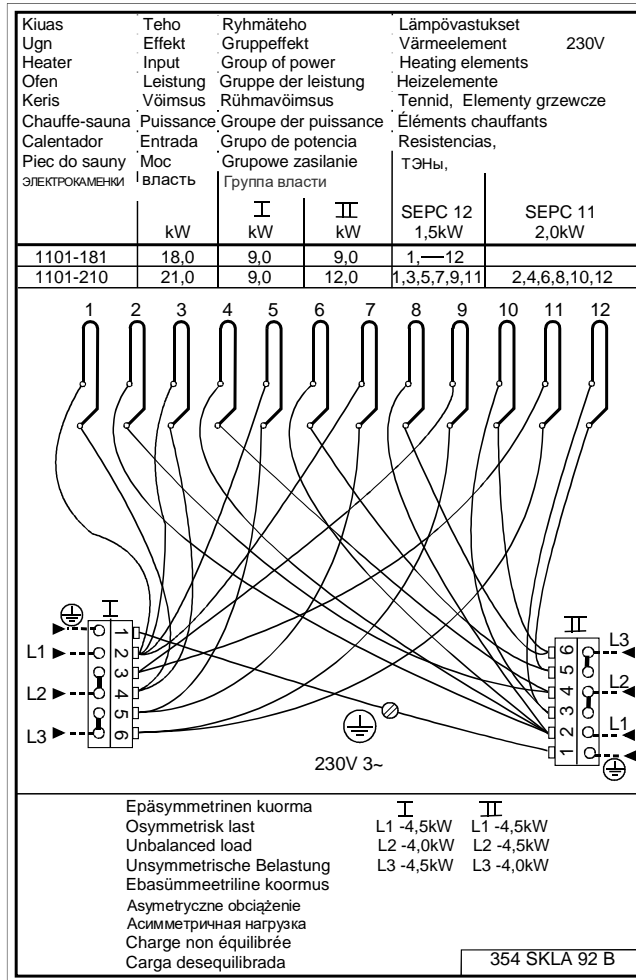 Kiuas Teho Ryhmäteho Lämpövastukset
Ugn Effekt Gruppeffekt Värmeelement 230V
Heater Input Group of power Heating elements
Ofen Leistung Gruppe der leistung Heizelemente
Keris Vöimsus Rühmavöimsus Tennid, Elementy grzewcze
Chauffe-sauna Puissance Groupe der puissance Éléments chauffants
Calentador Entrada Grupo de potencia Resistencias,
Piec do sauny Moc Grupowe zasilanie ТЭНы,
ЭЛЕКТРОКАМЕНКИ власть Группа власти
I II SEPC 12 SEPC 11
kW kW kW 1,5kW 2,0kW
1101-181 18,0 9,0 9,0 1,—12
1101-210 21,0 9,0 12,0 1,3,5,7,9,11 2,4,6,8,10,12
1 2 3 4 5 6 7 8 9 10 11 12
I II
L1 L2 L3
1 2 3 4 5 6
6 5 4 3 2 1
L3 L2 L1
230V 3~
Epäsymmetrinen kuorma I II
Osymmetrisk last L1 -4,5kW L1 -4,5kW
Unbalanced load L2 -4,0kW L2 -4,5kW
Unsymmetrische Belastung L3 -4,5kW L3 -4,0kW
Ebasümmeetriline koormus
Asymetryczne obciążenie
Асимметричная нагрузка
Charge non équilibrée
Carga desequilibrada 354 SKLA 92 B